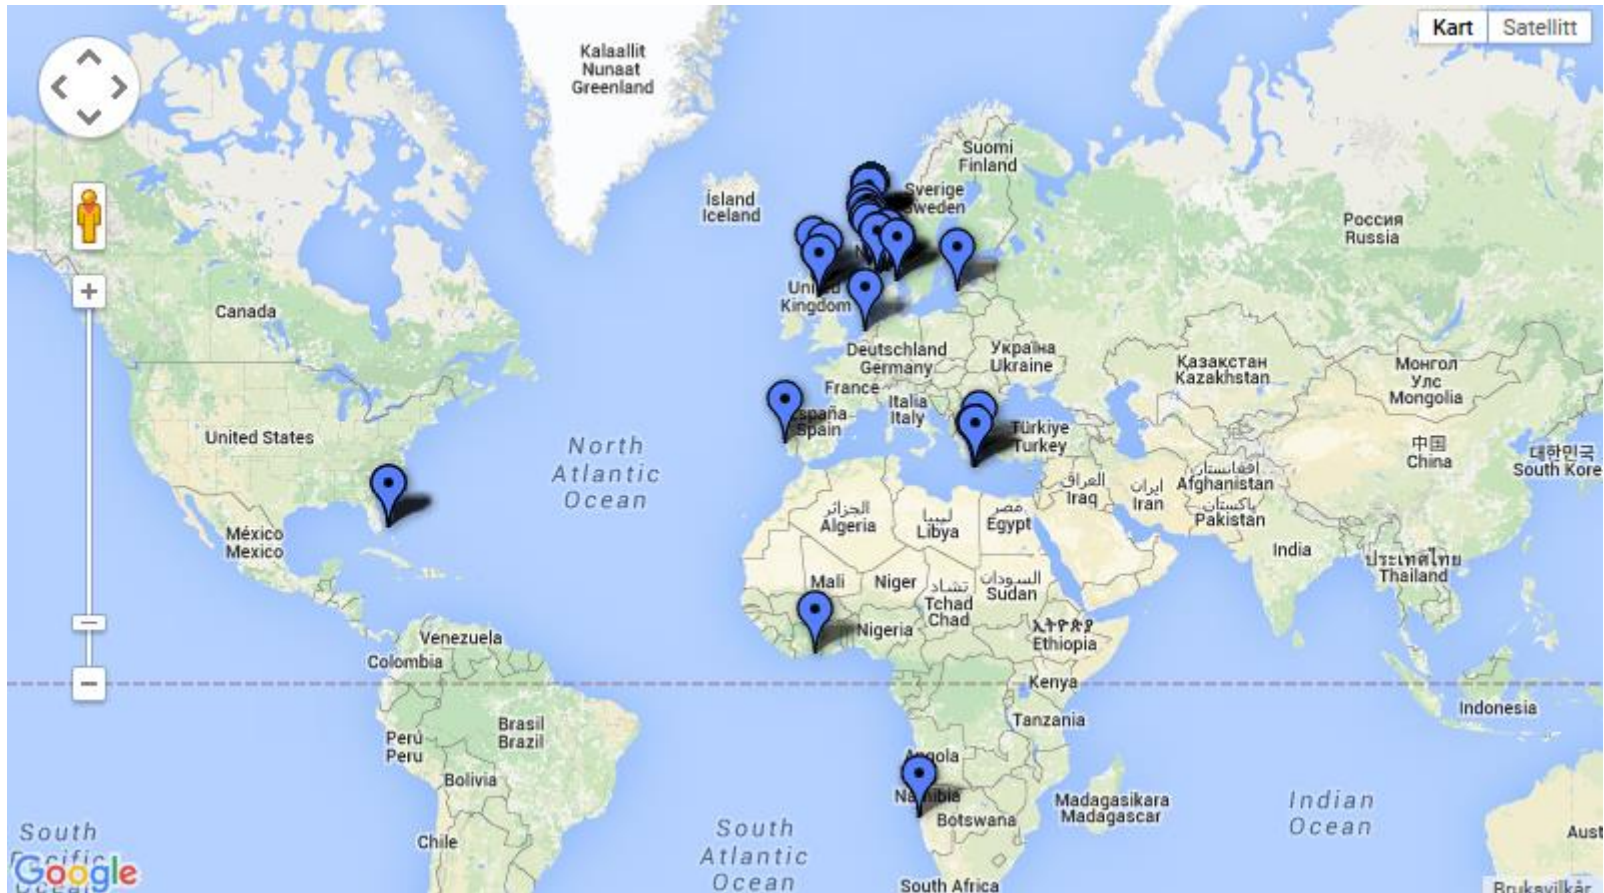 Kart
Satellitt
Kalaallit
Nunaat
Greenland
Suomi
Finland
Ísland
Iceland
Sverige
Sweden
Россия
Russia
Canada
United
Kingdom
Deutschland
Germany
Україна
Ukraine
Қазақстан
Kazakhstan
Монгол
Улс
Mongolia
France
Italia
Italy
España
Spain
Türkiye
Turkey
United States
North
Atlantic
Ocean
中国
China
대한민국
South Kore
العراق
Iraq
ایران
Iran
افغانستان
Afghanistan
پاکستان
Pakistan
الجزائر
Algeria
ليبيا
Libya
مصر
Egypt
México
Mexico
India
ประเทศไทย
Thailand
Mali
Niger
تشاد
Tchad
Chad
السودان
Sudan
Nigeria
ኢትዮጵያ
Ethiopia
Venezuela
Colombia
Kenya
Indonesia
Tanzania
Brasil
Brazil
Perú
Peru
Angola
Bolivia
Namibia
Botswana
Madagasikara
Madagascar
Indian
Ocean
Chile
South
Atlantic
Ocean
Aust
South
Pacific
Ocean
Google
South Africa
Bruksvilkår